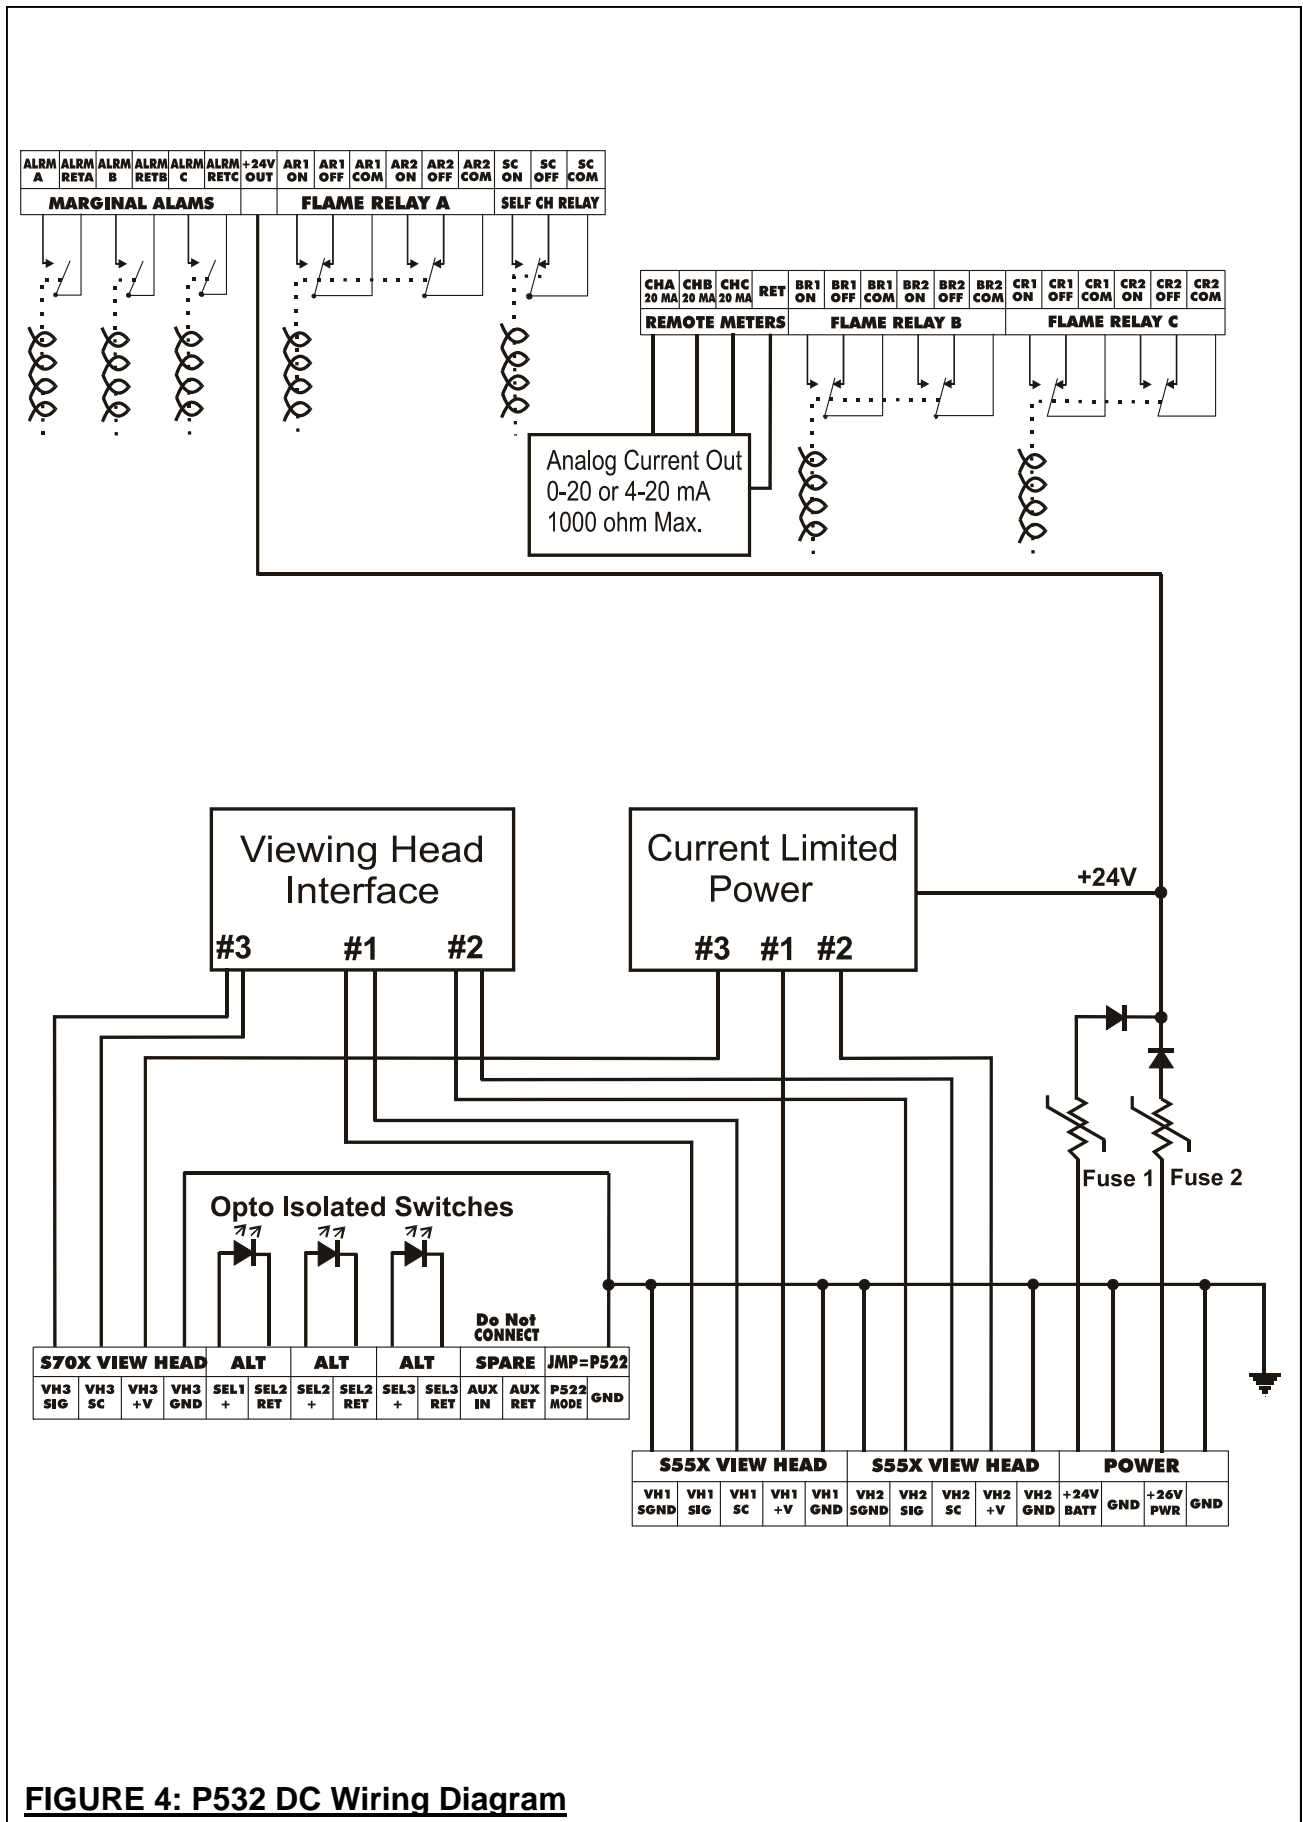 ALRM A ALRM RETA ALRM B ALRM RETB ALRM C ALRM RETC +24V OUT AR1 ON AR1 OFF AR1 COM AR2 ON AR2 OFF AR2 COM SC ON SC OFF SC COM
MARGINAL ALAMS FLAME RELAY A SELF CH RELAY
CHA 20 MA CHB 20 MA CHC 20 MA RET BR1 ON BR1 OFF BR1 COM BR2 ON BR2 OFF BR2 COM CR1 ON CR1 OFF CR1 COM CR2 ON CR2 OFF CR2 COM
REMOTE METERS FLAME RELAY B FLAME RELAY C
Analog Current Out
0-20 or 4-20 mA
1000 ohm Max.
Viewing Head
Interface
#3 #1 #2
Current Limited
Power
#3 #1 #2
+24V
Fuse 1 Fuse 2
Opto Isolated Switches
Do Not
CONNECT
S70X VIEW HEAD ALT ALT ALT SPARE JMP=P522
VH3 SIG VH3 SC VH3 +V VH3 GND SEL1 + SEL2 RET SEL2 + SEL2 RET SEL3 + SEL3 RET AUX IN AUX RET P522 MODE GND
S55X VIEW HEAD S55X VIEW HEAD POWER
VH1 SGND VH1 SIG VH1 SC VH1 +V VH1 GND VH2 SGND VH2 SIG VH2 SC VH2 +V VH2 GND +24V BATT GND +26V PWR GND
FIGURE 4: P532 DC Wiring Diagram